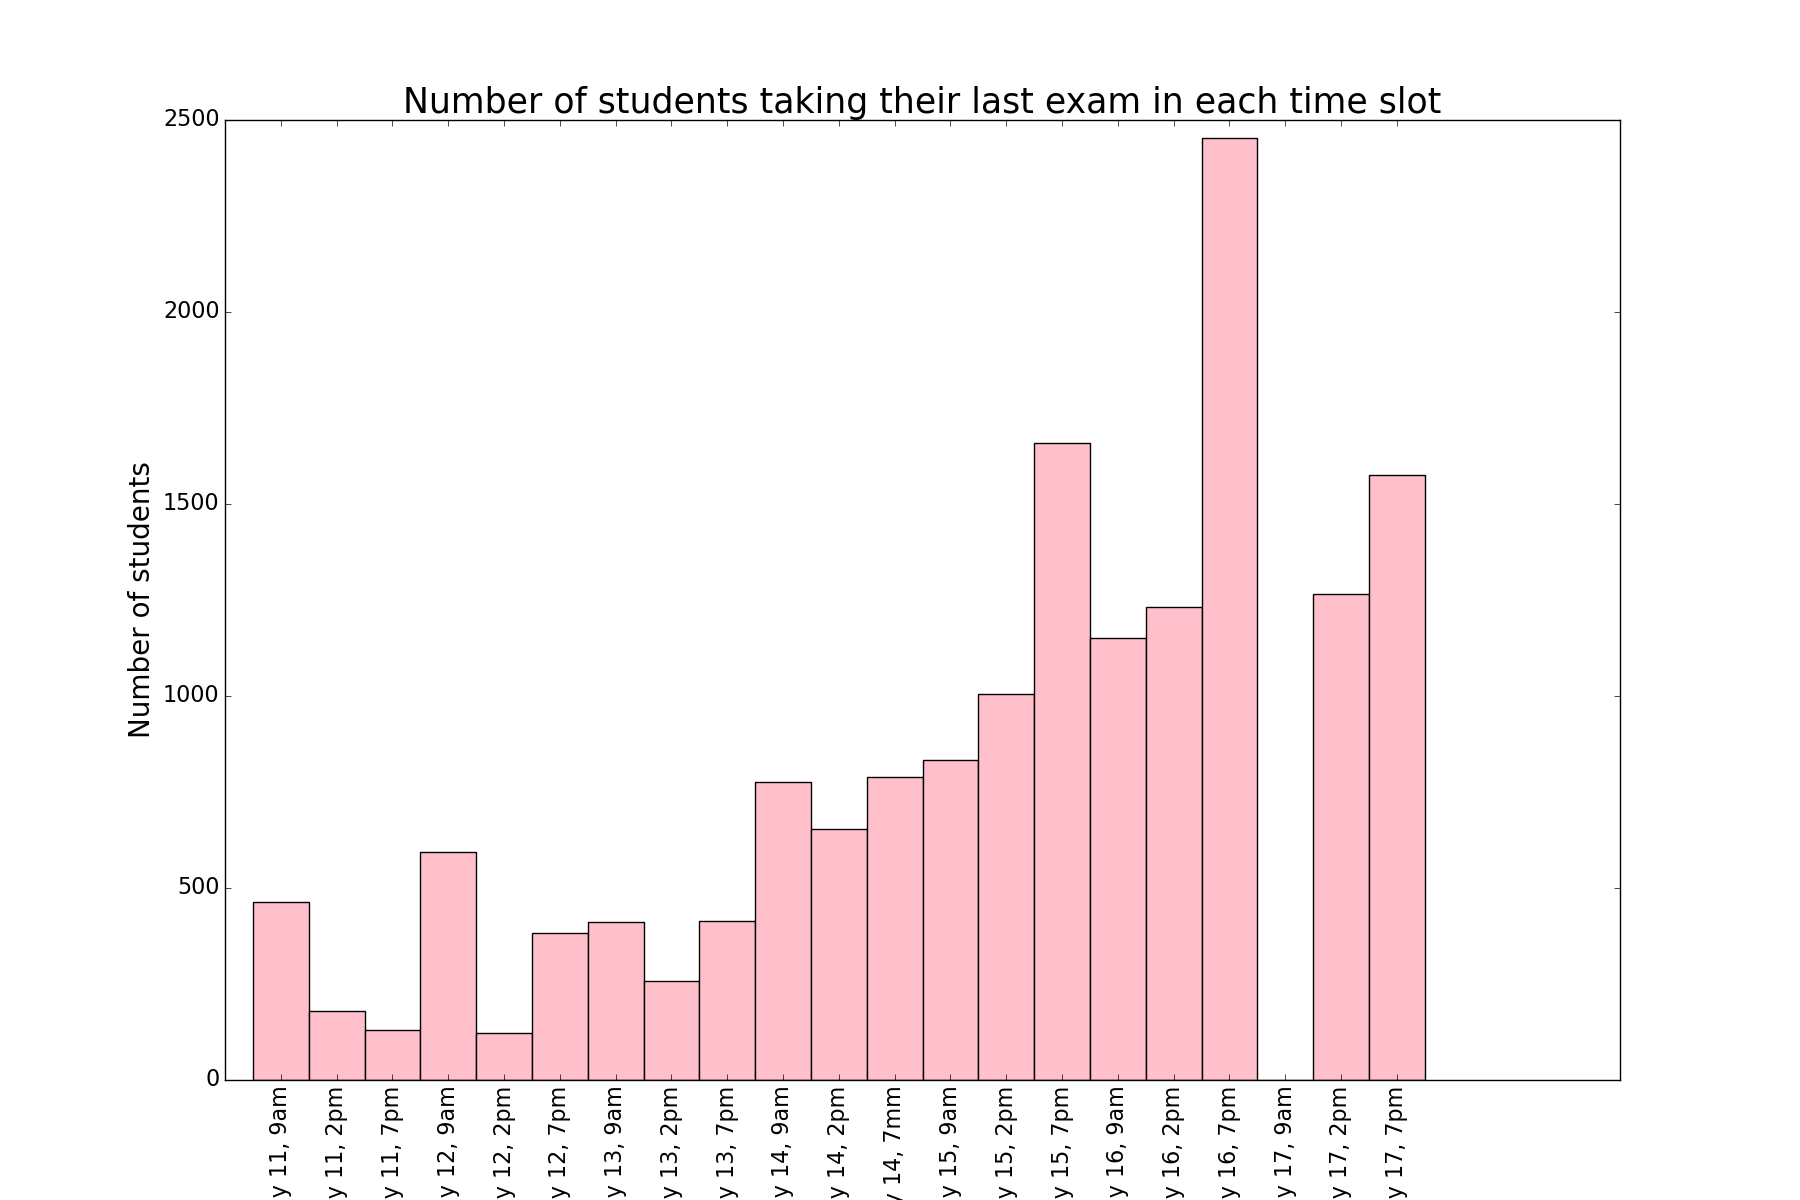 Number of students taking their last exam in each time slot
Number of students
2500
2000
1500
1000
500
0
y 11, 9am
y 11, 2pm
y 11, 7pm
y 12, 9am
y 12, 2pm
y 12, 7pm
y 13, 9am
y 13, 2pm
y 13, 7pm
y 14, 9am
y 14, 2pm
y 14, 7mm
y 15, 9am
y 15, 2pm
y 15, 7pm
y 16, 9am
y 16, 2pm
y 16, 7pm
y 17, 9am
y 17, 2pm
y 17, 7pm